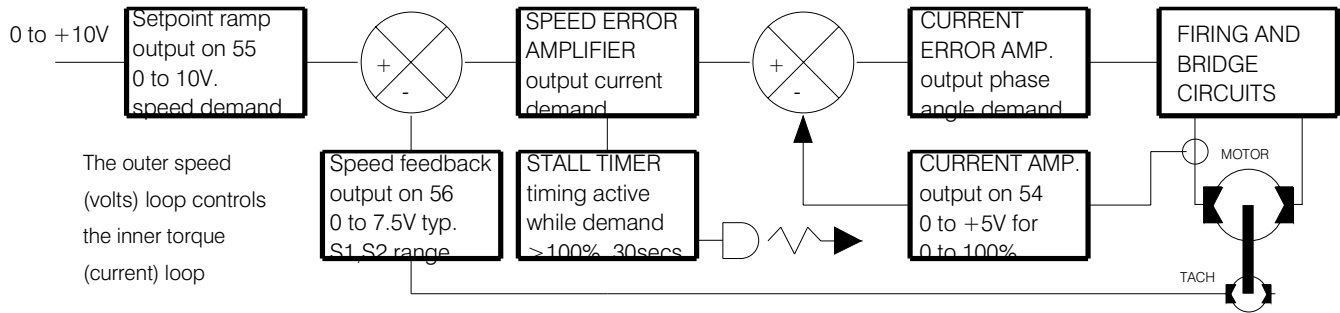 0 to +10V
Setpoint ramp
output on 55
0 to 10V.
speed demand
+
-
SPEED ERROR
AMPLIFIER
output current
demand
+
-
CURRENT
ERROR AMP.
output phase
angle demand
FIRING AND
BRIDGE
CIRCUITS
The outer speed
(volts) loop controls
the inner torque
(current) loop
Speed feedback
output on 56
0 to 7.5V typ.
S1,S2 range
STALL TIMER
timing active
while demand
>100% 30secs
CURRENT AMP.
output on 54
0 to +5V for
0 to 100%
MOTOR
TACH